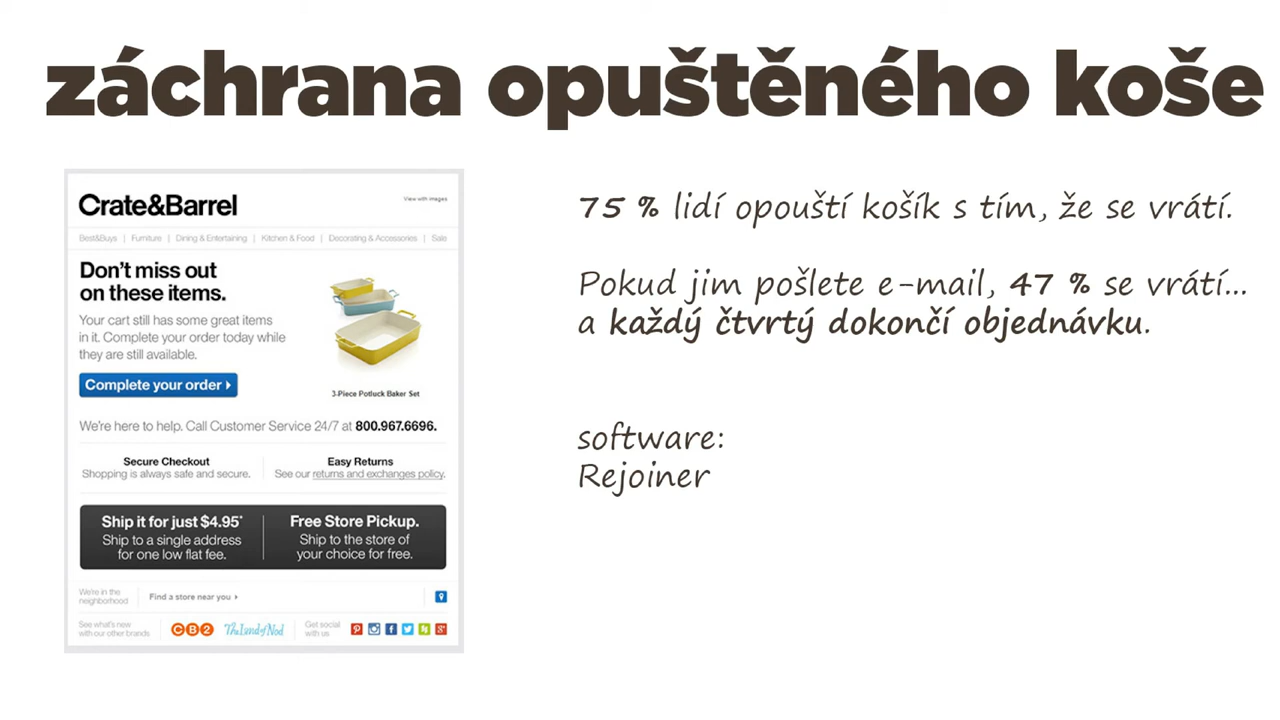 záchrana opuštěného koše
Crate&Barrel
View with images
Best&Buys | Furniture | Dining & Entertaining | Kitchen & Food | Decorating & Accessories | Sale
Don't miss out
on these items.
Your cart still has some great items
in it. Complete your order today while
they are still available.
Complete your order
3-Piece Potluck Baker Set
We're here to help. Call Customer Service 24/7 at 800.967.6696.
Secure Checkout
Shopping is always safe and secure.
Easy Returns
See our returns and exchanges policy.
Ship it for just $4.95*
Ship to a single address
for one low flat fee.
Free Store Pickup.
Ship to the store of
your choice for free.
We're in the
neighborhood
Find a store near you
See what's new
with our other brands
CB2
The Land of Nod
Get social
with us
75 % lidí opouští košík s tím, že se vrátí.
Pokud jim pošlete e-mail, 47 % se vrátí...
a každý čtvrtý dokončí objednávku.
software:
Rejoiner